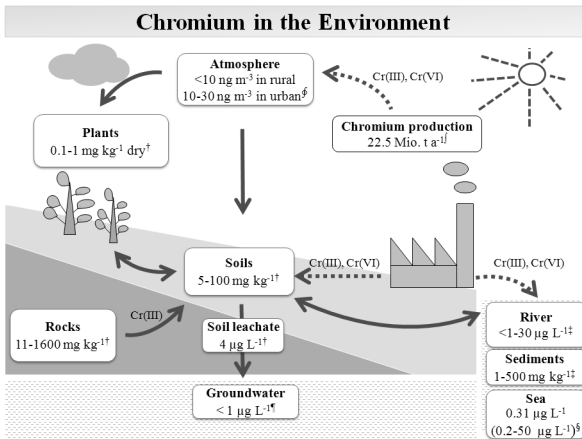 Chromium in the Environment
Atmosphere
<10 ng m⁻³ in rural
10-30 ng m⁻³ in urban∮
Cr(III), Cr(VI)
Chromium production
22.5 Mio. t a⁻¹∫
Plants
0.1-1 mg kg⁻¹ dry†
Soils
5-100 mg kg⁻¹†
Cr(III), Cr(VI)
Cr(III), Cr(VI)
Rocks
11-1600 mg kg⁻¹†
Cr(III)
Soil leachate
4 µg L⁻¹†
Groundwater
< 1 µg L⁻¹¶
River
<1-30 µg L⁻¹‡
Sediments
1-500 mg kg⁻¹‡
Sea
0.31 µg L⁻¹
(0.2-50 µg L⁻¹)§